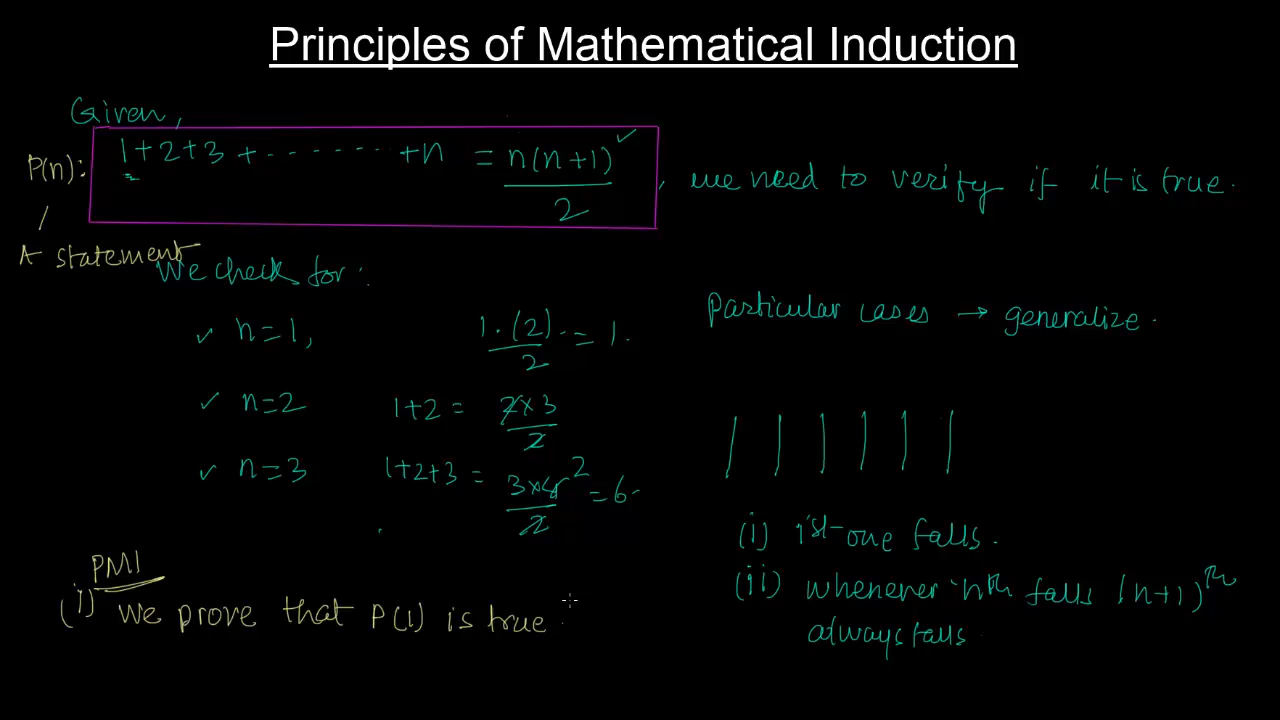 Principles of Mathematical Induction
Given,
P(n): 1+2+3 +········ +n = n(n+1)/2 ✓, we need to verify if it is true.
A statement
We check for:
✓ n=1, 1.(2)/2 = 1.
Particular cases → generalize.
✓ n=2 1+2 = 2×3/2
✓ n=3 1+2+3 = 3×4/2 2 = 6.
(i) 1st one falls.
(ii) whenever nth falls (n+1)th
always falls
PMI
(i) We prove that P(1) is true.